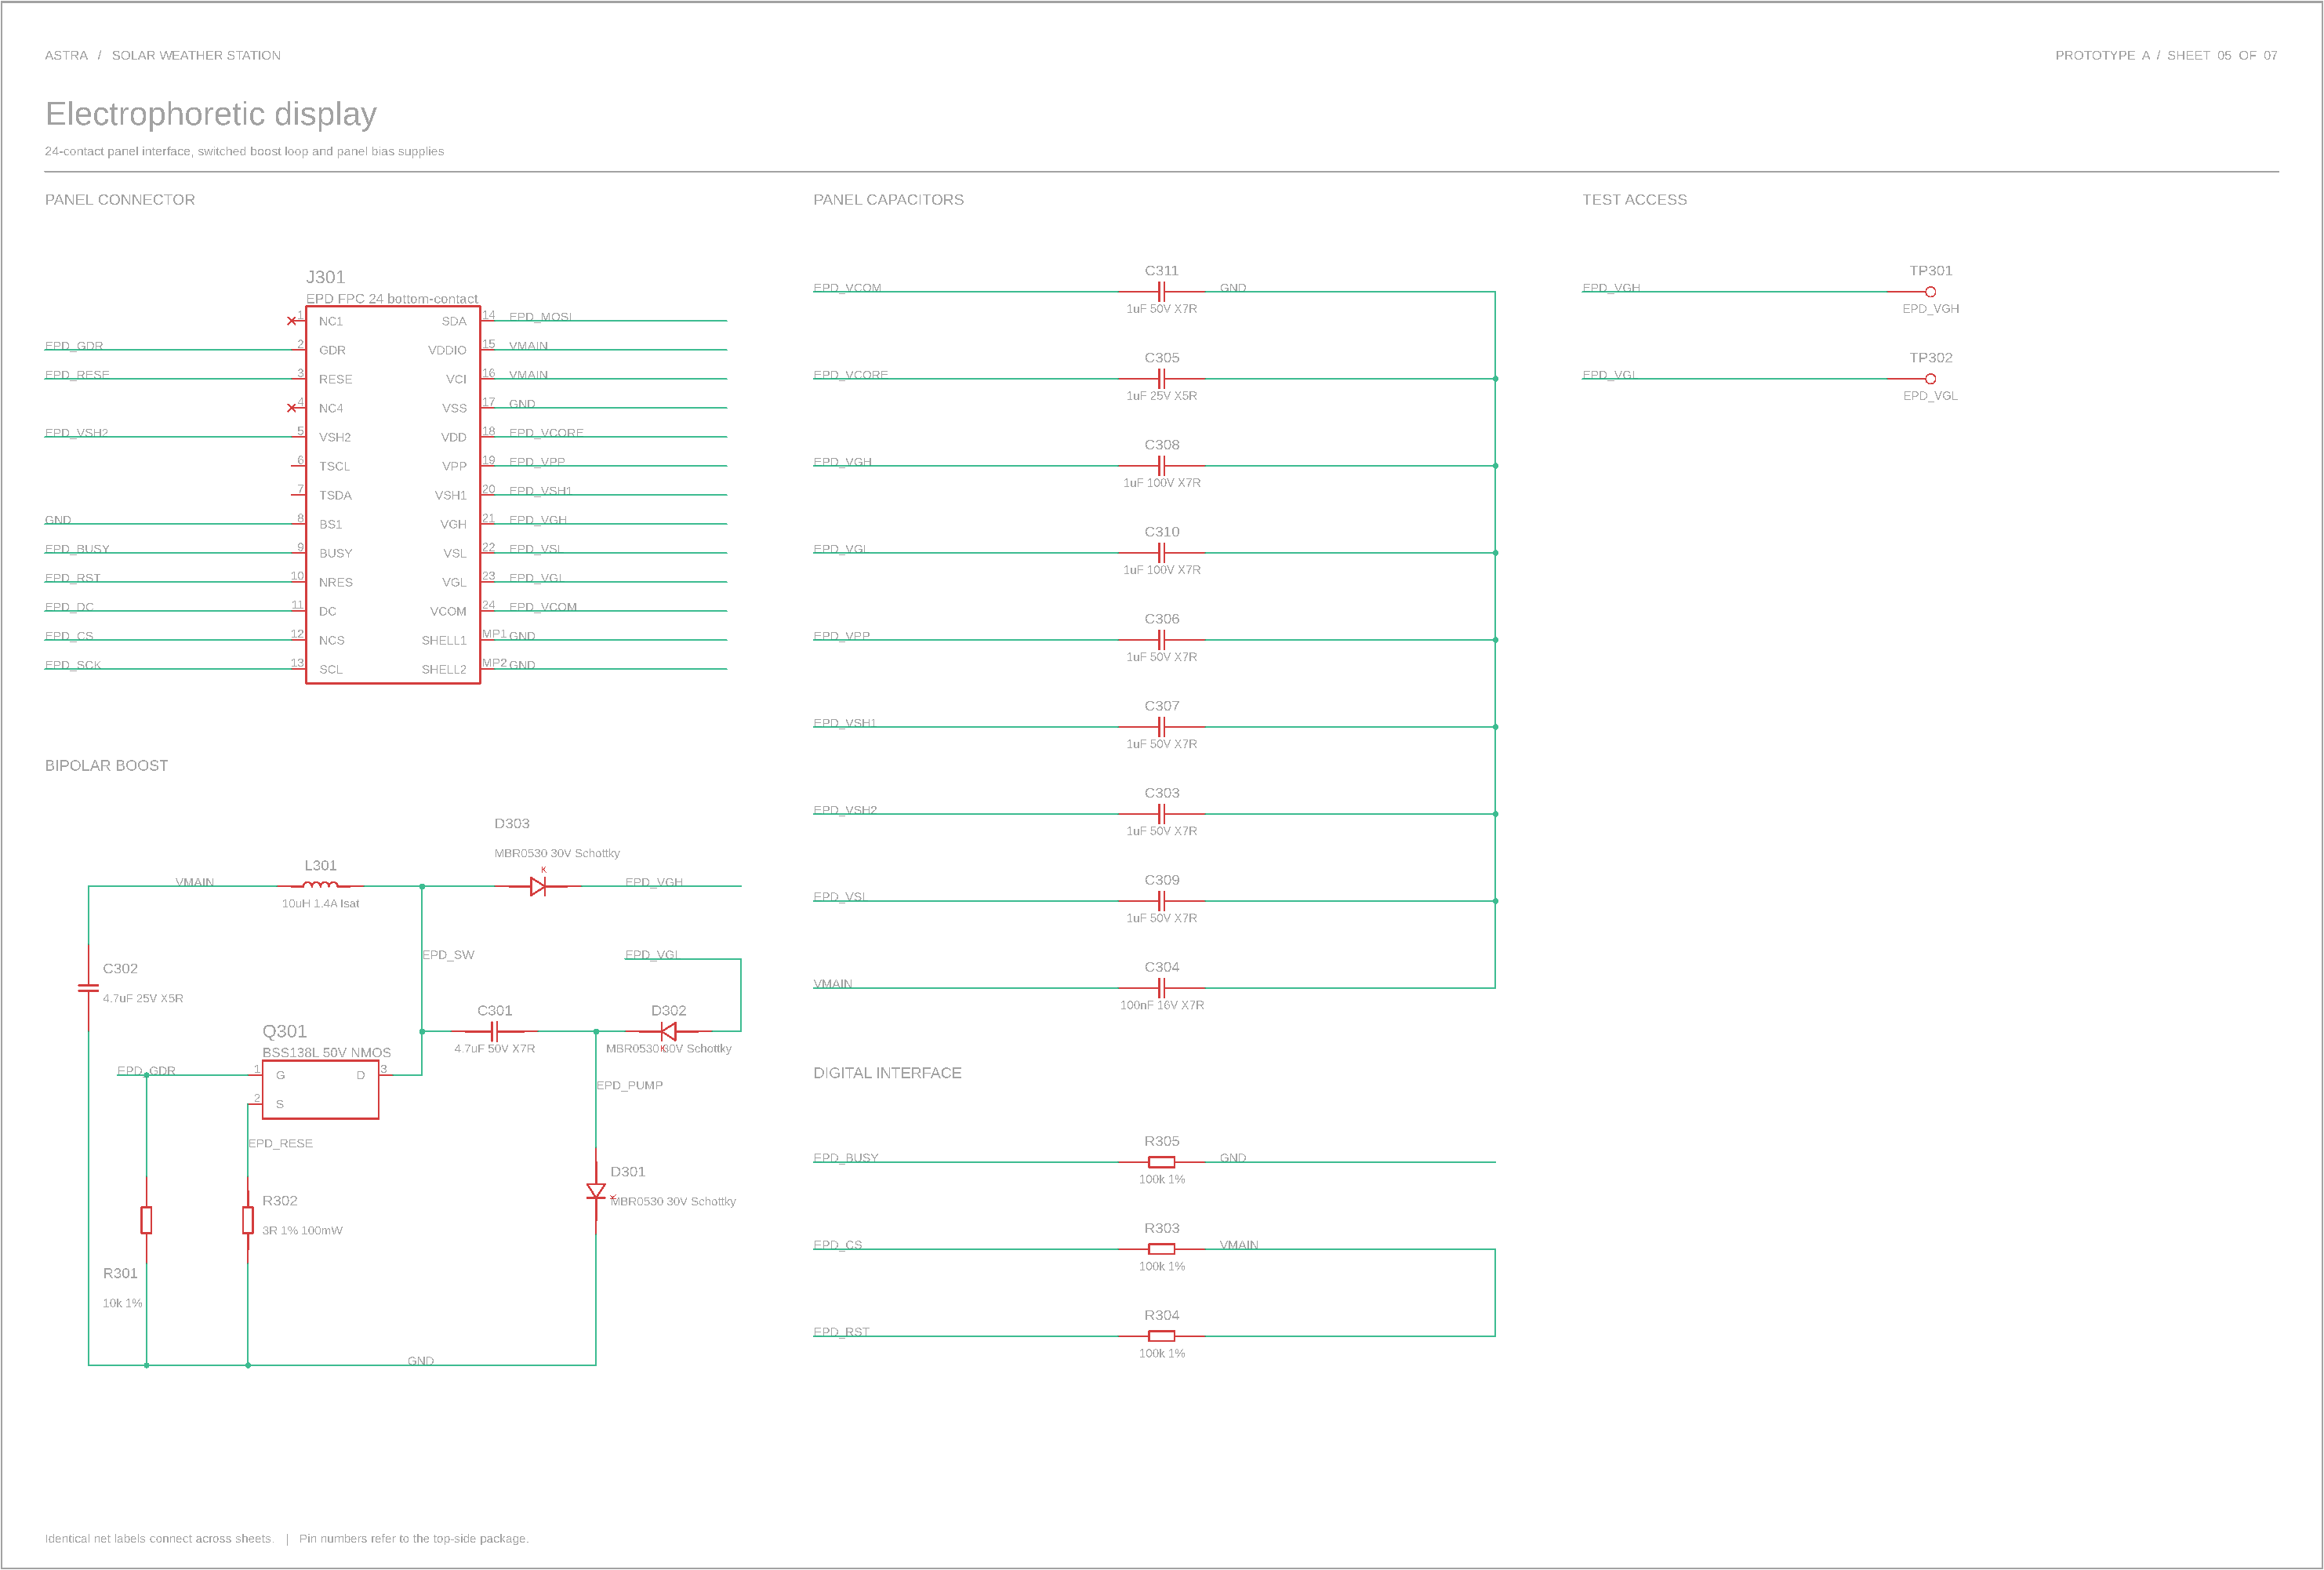 ASTRA / SOLAR WEATHER STATION
PROTOTYPE A / SHEET 05 OF 07
Electrophoretic display
24-contact panel interface, switched boost loop and panel bias supplies
PANEL CONNECTOR
J301
EPD FPC 24 bottom-contact
1 NC1 SDA 14 EPD_MOSI
EPD_GDR 2 GDR VDDIO 15 VMAIN
EPD_RESE 3 RESE VCI 16 VMAIN
4 NC4 VSS 17 GND
EPD_VSH2 5 VSH2 VDD 18 EPD_VCORE
6 TSCL VPP 19 EPD_VPP
7 TSDA VSH1 20 EPD_VSH1
GND 8 BS1 VGH 21 EPD_VGH
EPD_BUSY 9 BUSY VSL 22 EPD_VSL
EPD_RST 10 NRES VGL 23 EPD_VGL
EPD_DC 11 DC VCOM 24 EPD_VCOM
EPD_CS 12 NCS SHELL1 MP1 GND
EPD_SCK 13 SCL SHELL2 MP2 GND
BIPOLAR BOOST
D303
MBR0530 30V Schottky
K
L301
VMAIN
EPD_VGH
10uH 1.4A Isat
EPD_SW
EPD_VGL
C302
4.7uF 25V X5R
C301
4.7uF 50V X7R
D302
MBR0530 30V Schottky
K
Q301
BSS138L 50V NMOS
EPD_GDR 1 G D 3
2 S
EPD_PUMP
EPD_RESE
D301
K
MBR0530 30V Schottky
R302
3R 1% 100mW
R301
10k 1%
GND
PANEL CAPACITORS
C311
EPD_VCOM GND
1uF 50V X7R
C305
EPD_VCORE
1uF 25V X5R
C308
EPD_VGH
1uF 100V X7R
C310
EPD_VGL
1uF 100V X7R
C306
EPD_VPP
1uF 50V X7R
C307
EPD_VSH1
1uF 50V X7R
C303
EPD_VSH2
1uF 50V X7R
C309
EPD_VSL
1uF 50V X7R
C304
VMAIN
100nF 16V X7R
DIGITAL INTERFACE
R305
EPD_BUSY GND
100k 1%
R303
EPD_CS VMAIN
100k 1%
R304
EPD_RST
100k 1%
TEST ACCESS
TP301
EPD_VGH
EPD_VGH
TP302
EPD_VGL
EPD_VGL
Identical net labels connect across sheets. | Pin numbers refer to the top-side package.